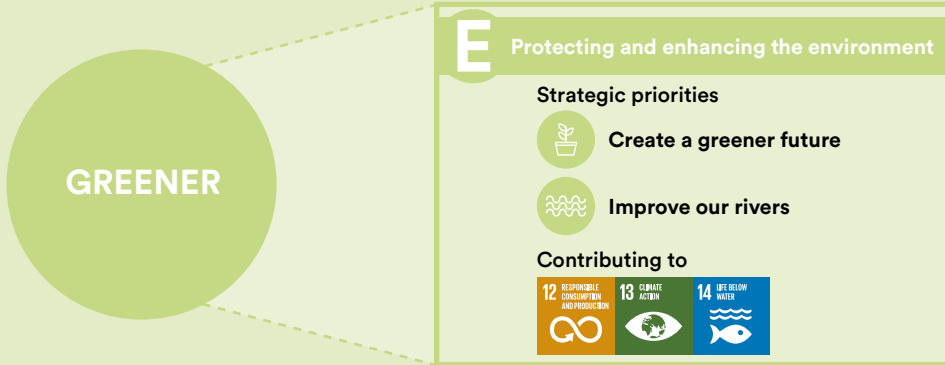 GREENER
E
Protecting and enhancing the environment
Strategic priorities
Create a greener future
Improve our rivers
Contributing to
12 RESPONSIBLE
CONSUMPTION
AND PRODUCTION
13 CLIMATE
ACTION
14 LIFE BELOW
WATER